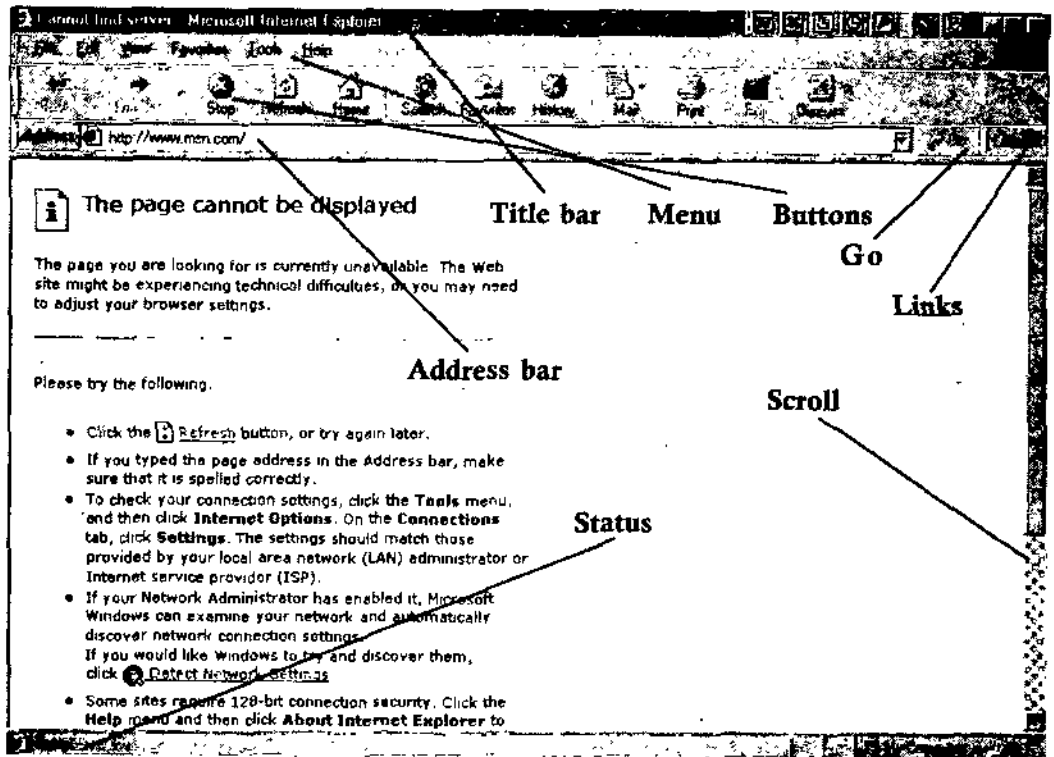 Cannot find server - Microsoft Internet Explorer
File Edit View Favorites Tools Help
Stop Refresh Home Search Favorites History Mail Print Edit Discuss
Address http://www.msn.com/
The page cannot be displayed
Title bar Menu Buttons
Go
The page you are looking for is currently unavailable. The Web
site might be experiencing technical difficulties, or you may need
to adjust your browser settings.
Links
Address bar
Please try the following.
Scroll
Click the Refresh button, or try again later.
If you typed the page address in the Address bar, make
sure that it is spelled correctly.
To check your connection settings, click the Tools menu,
and then click Internet Options. On the Connections
tab, click Settings. The settings should match those
provided by your local area network (LAN) administrator or
Internet service provider (ISP).
Status
If your Network Administrator has enabled it, Microsoft
Windows can examine your network and automatically
discover network connection settings.
If you would like Windows to try and discover them,
click Detect Network Settings
Some sites require 128-bit connection security. Click the
Help menu and then click About Internet Explorer to